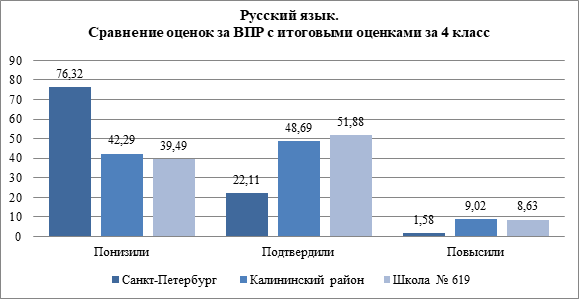 Русский язык.
Сравнение оценок за ВПР с итоговыми оценками за 4 класс
90
80
70
60
50
40
30
20
10
0
76,32
42,29
39,49
22,11
48,69
51,88
1,58
9,02
8,63
Понизили
Подтвердили
Повысили
Санкт-Петербург
Калининский район
Школа № 619